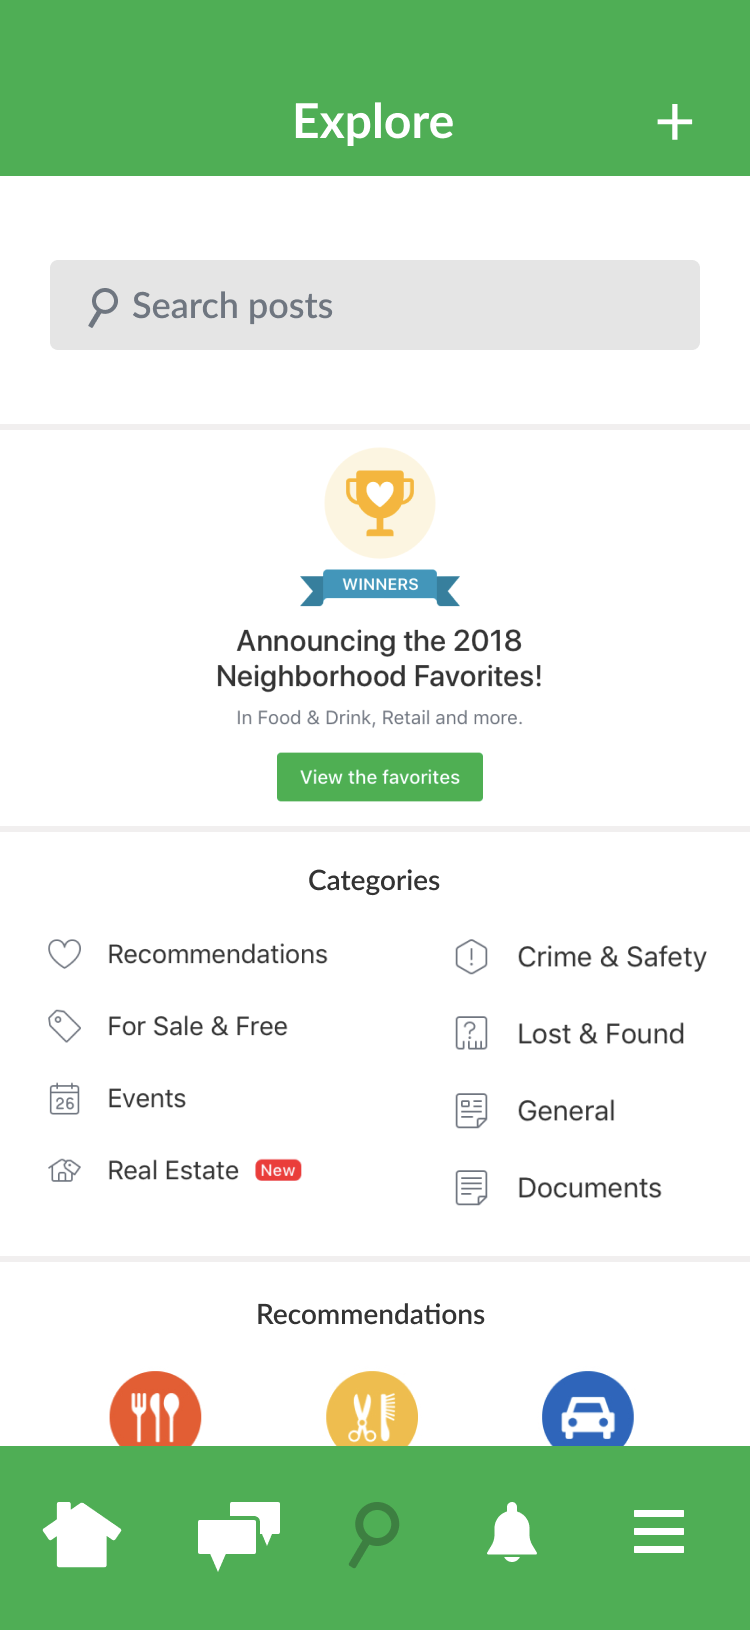 Explore
Search posts
WINNERS
Announcing the 2018
Neighborhood Favorites!
In Food & Drink, Retail and more.
View the favorites
Categories
Recommendations
For Sale & Free
26
Events
Real Estate New
Crime & Safety
Lost & Found
General
Documents
Recommendations